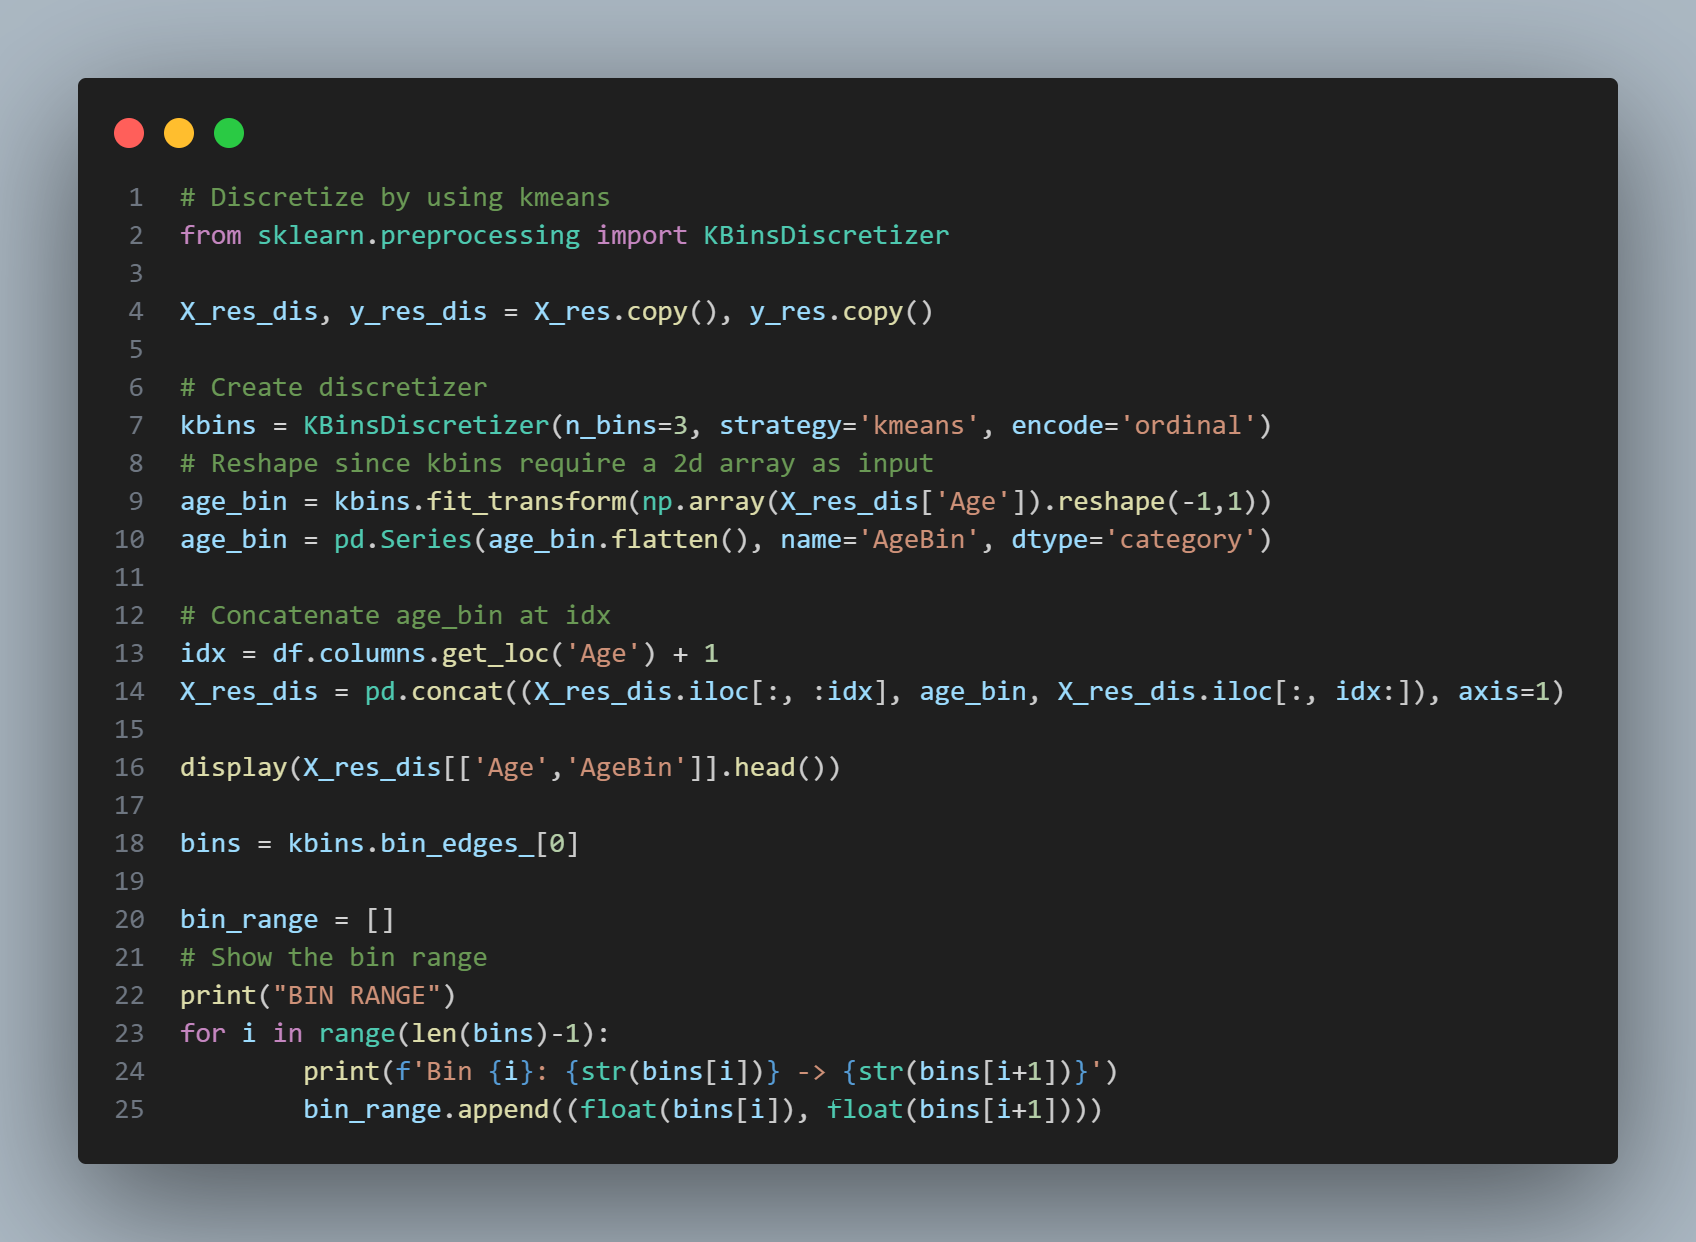 1 # Discretize by using kmeans
2 from sklearn.preprocessing import KBinsDiscretizer
3
4 X_res_dis, y_res_dis = X_res.copy(), y_res.copy()
5
6 # Create discretizer
7 kbins = KBinsDiscretizer(n_bins=3, strategy='kmeans', encode='ordinal')
8 # Reshape since kbins require a 2d array as input
9 age_bin = kbins.fit_transform(np.array(X_res_dis['Age']).reshape(-1,1))
10 age_bin = pd.Series(age_bin.flatten(), name='AgeBin', dtype='category')
11
12 # Concatenate age_bin at idx
13 idx = df.columns.get_loc('Age') + 1
14 X_res_dis = pd.concat((X_res_dis.iloc[:, :idx], age_bin, X_res_dis.iloc[:, idx:]), axis=1)
15
16 display(X_res_dis[['Age','AgeBin']].head())
17
18 bins = kbins.bin_edges_[0]
19
20 bin_range = []
21 # Show the bin range
22 print("BIN RANGE")
23 for i in range(len(bins)-1):
24         print(f'Bin {i}: {str(bins[i])} -> {str(bins[i+1])}')
25         bin_range.append((float(bins[i]), float(bins[i+1])))